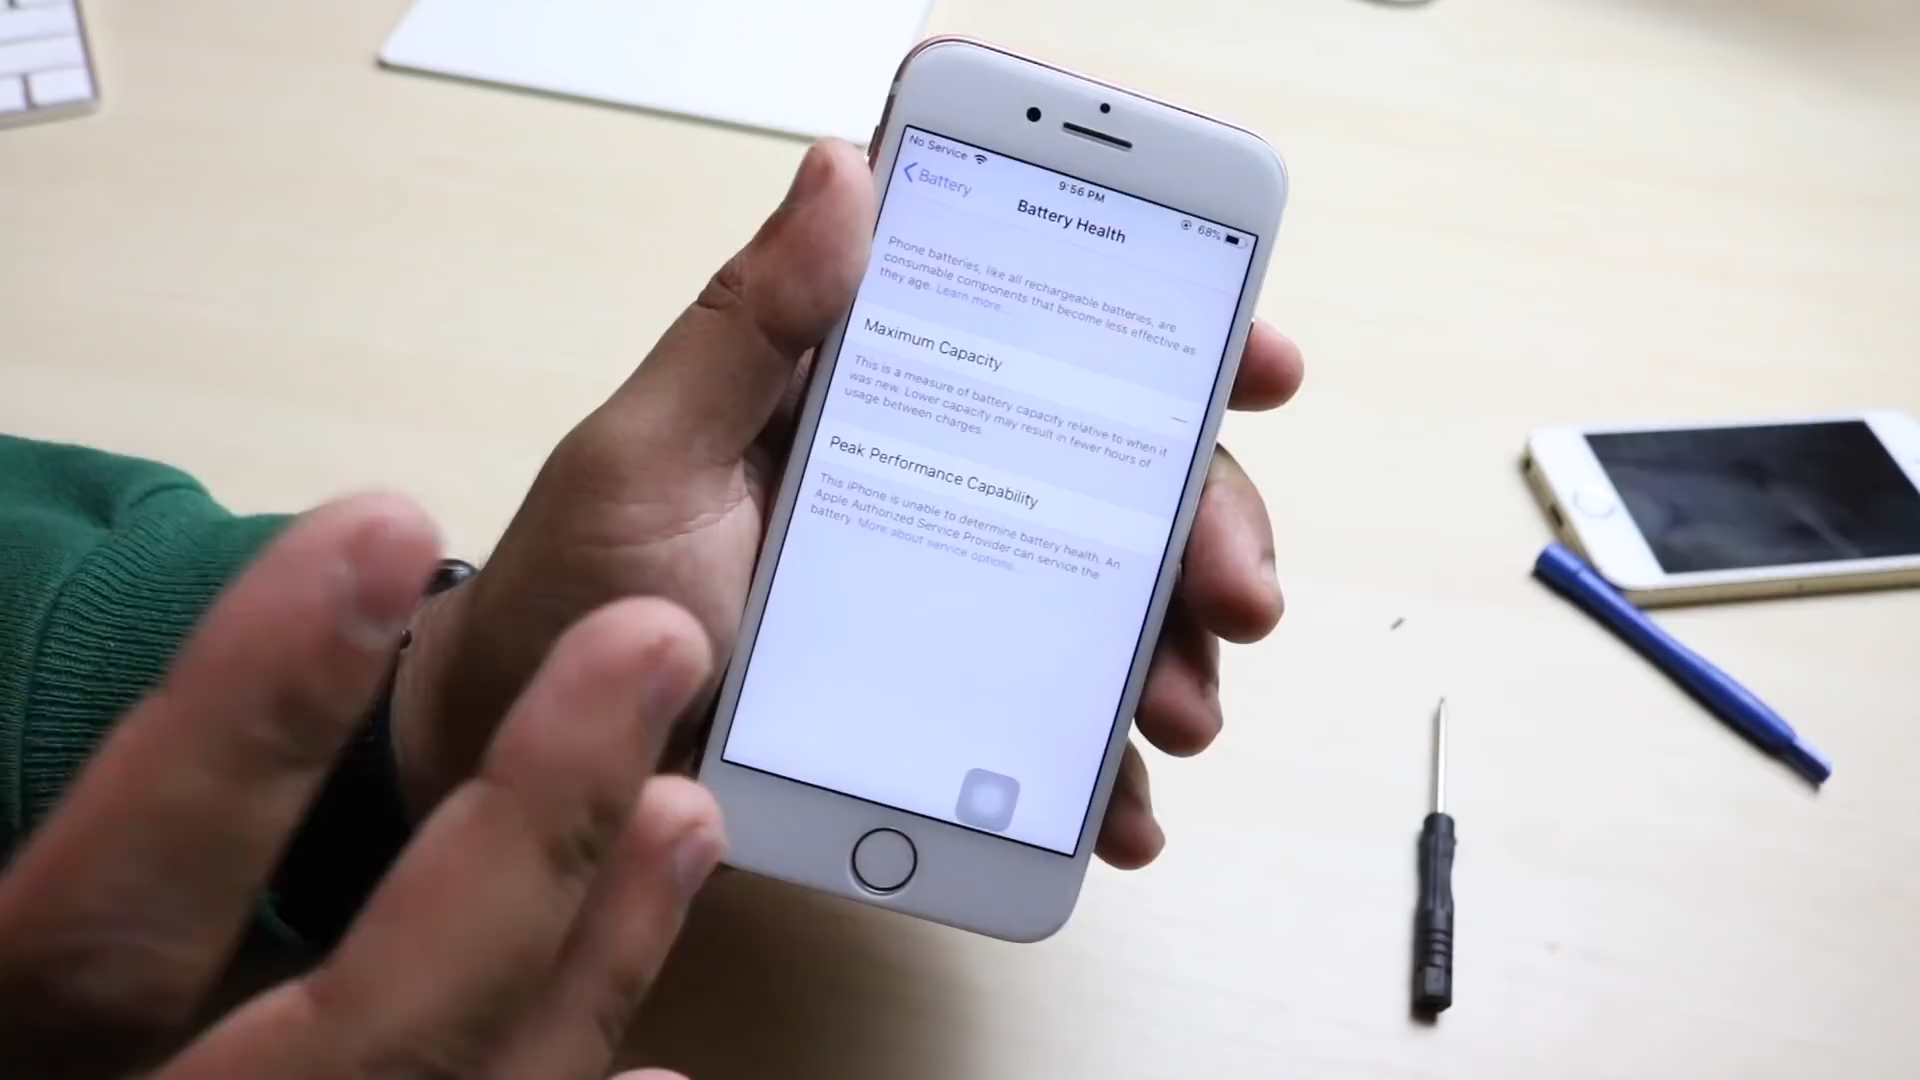 No Service
9:56 PM
68%
Battery
Battery Health
Phone batteries, like all rechargeable batteries, are
consumable components that become less effective as
they age. Learn more...
Maximum Capacity
—
This is a measure of battery capacity relative to when it
was new. Lower capacity may result in fewer hours of
usage between charges.
Peak Performance Capability
This iPhone is unable to determine battery health. An
Apple Authorized Service Provider can service the
battery. More about service options...